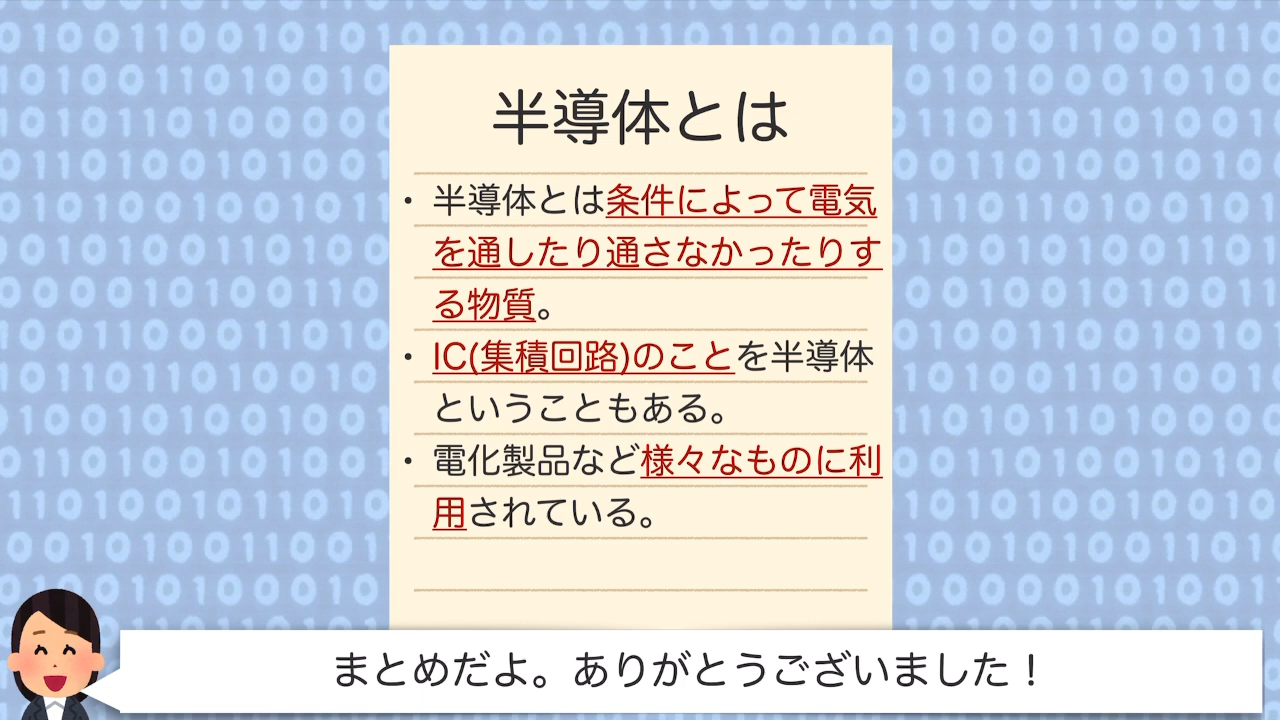 半導体とは
・半導体とは条件によって電気
を通したり通さなかったりす
る物質。
・IC(集積回路)のことを半導体
ということもある。
・電化製品など様々なものに利
用されている。
まとめだよ。ありがとうございました！